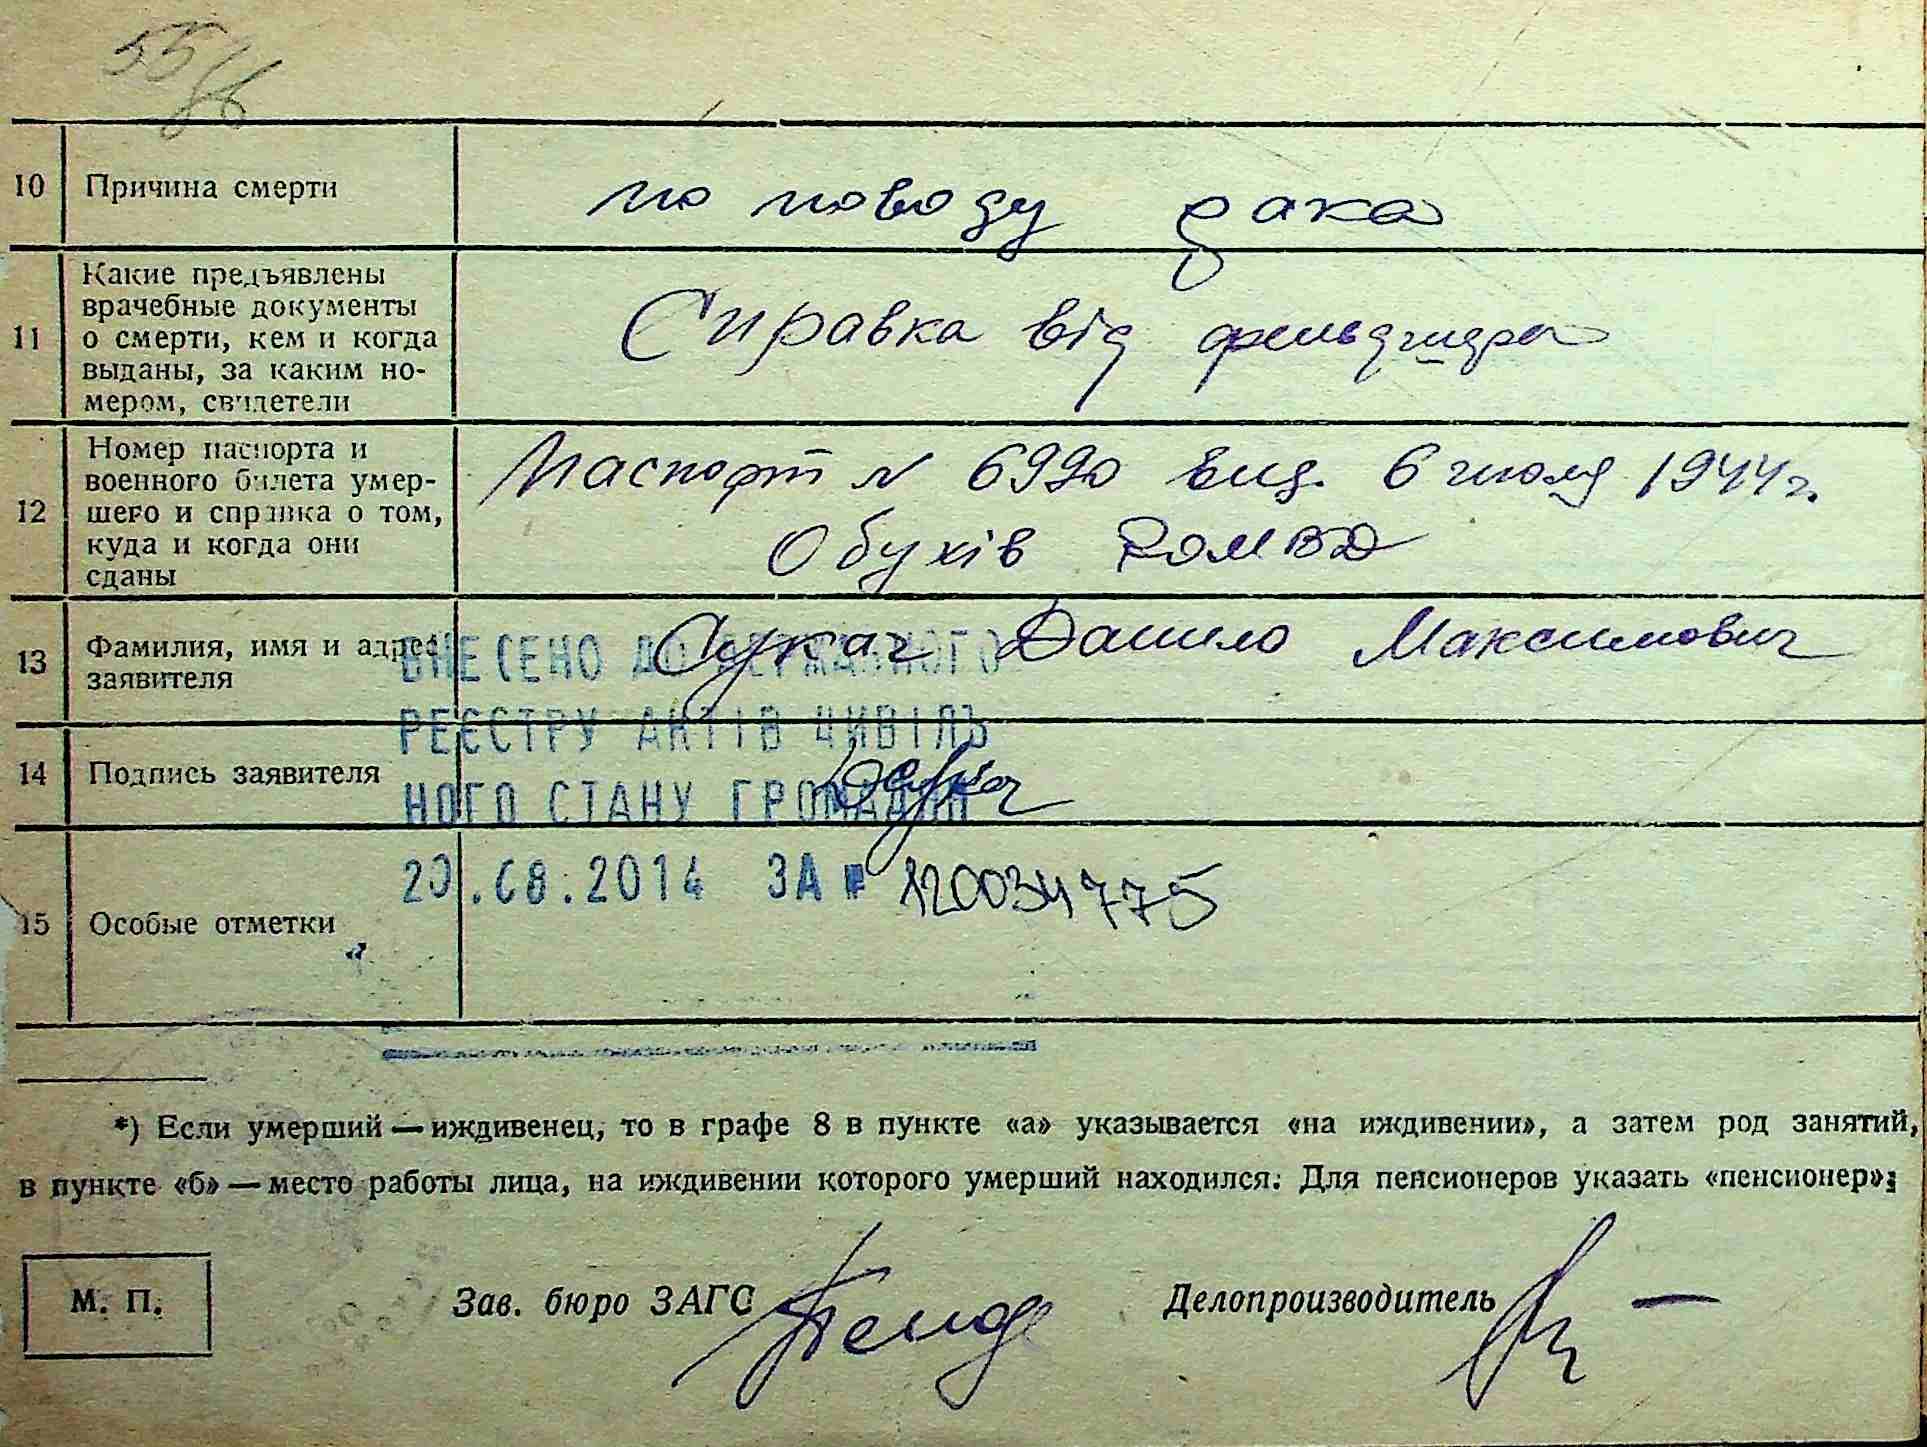 55
10 Причина смерти по поводу рака
11 Какие предъявлены врачебные документы о смерти, кем и когда выданы, за каким номером, свидетели Справка від фельдшера
12 Номер паспорта и военного билета умершего и справка о том, куда и когда они сданы Паспорт N 6990 вид. 6 июля 1944 г.
Обухів РОМВД
13 Фамилия, имя и адрес заявителя Сукач Данило Максимович
ВНЕСЕНО ДО ДЕРЖАВНОГО
РЕЄСТРУ АКТІВ ЦИВІЛЬ
НОГО СТАНУ ГРОМАДЯН
14 Подпись заявителя
.08.2014 ЗА № 120034775
15 Особые отметки
*) Если умерший — иждивенец, то в графе 8 в пункте «а» указывается «на иждивении», а затем род занятий,
в пункте «б» — место работы лица, на иждивении которого умерший находился. Для пенсионеров указать «пенсионер»;
М. П. Зав. бюро ЗАГС Делопроизводитель